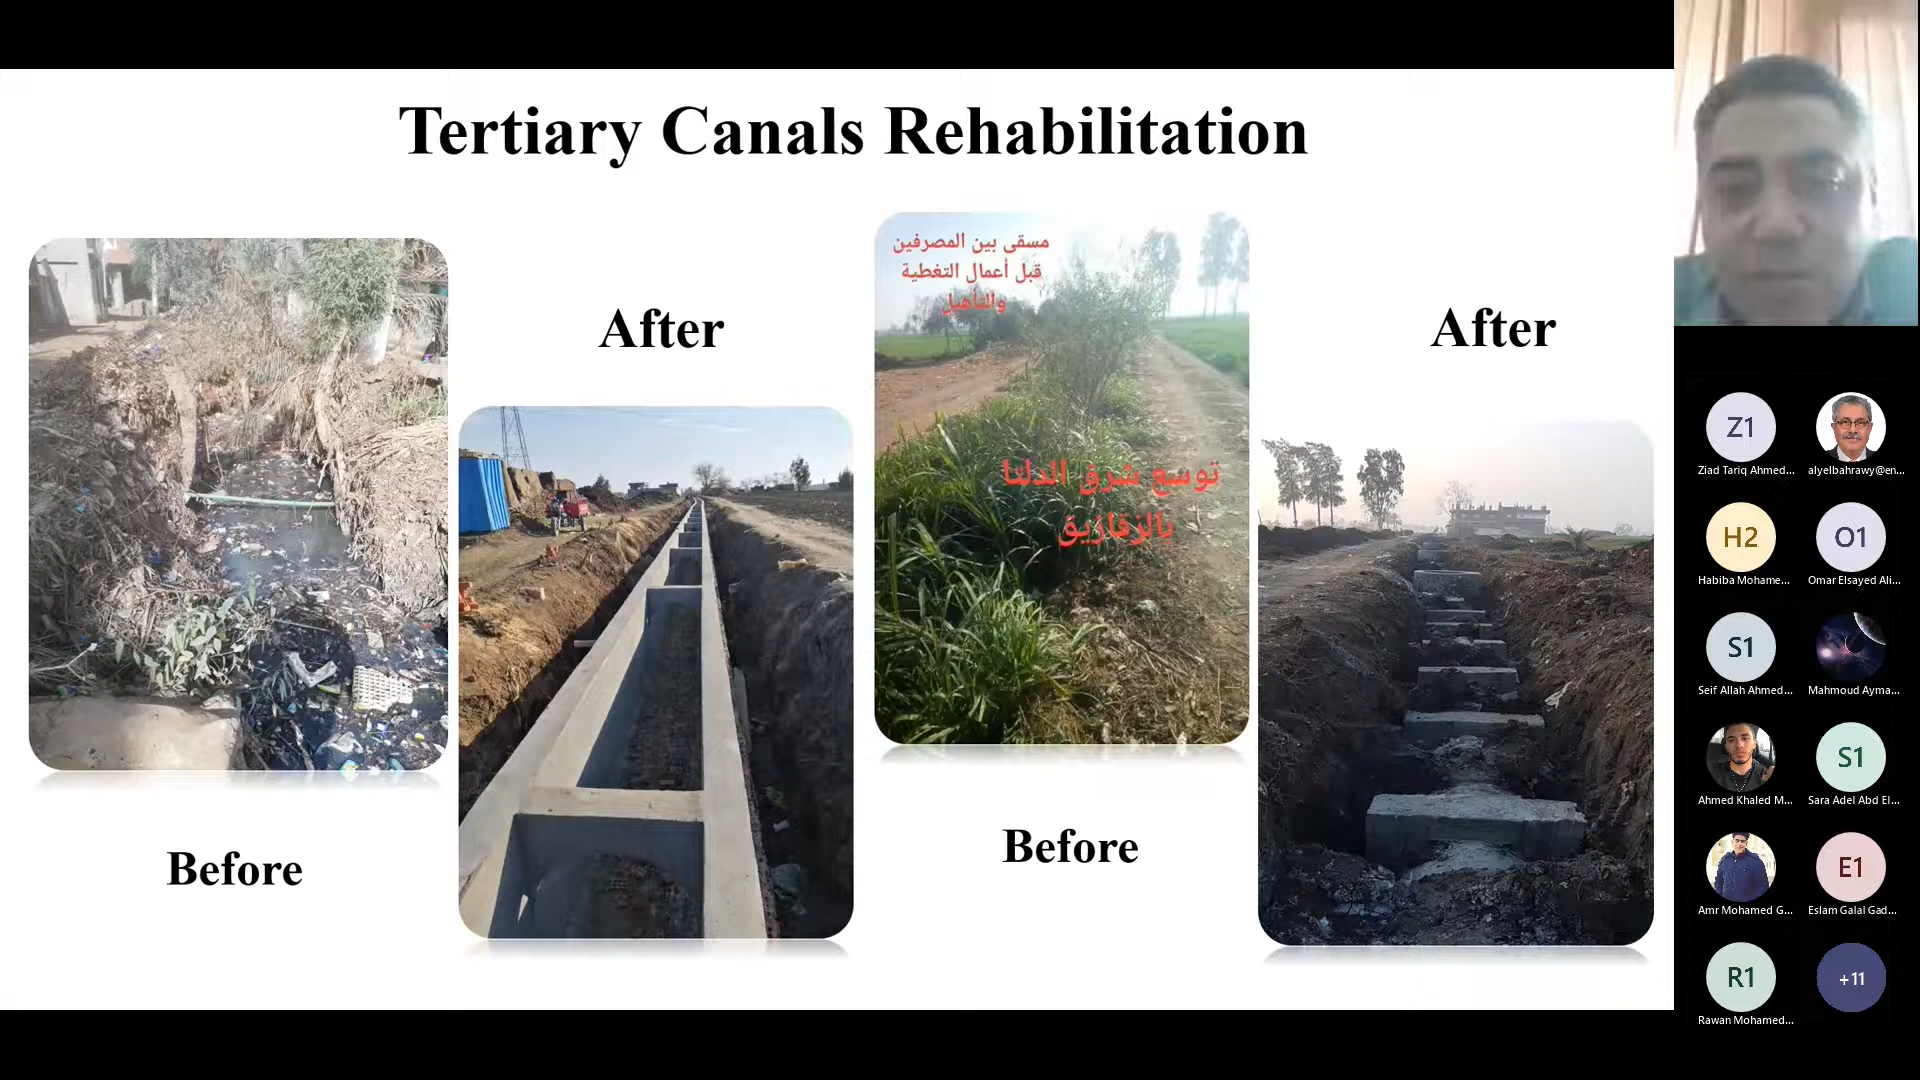 Tertiary Canals Rehabilitation
مسقى بين المصرفين
قبل أعمال التغطية
والتأهيل
After
After
توسع شرق الدلتا
بالزقازيق
Before
Before
Z1
Ziad Tariq Ahmed...
alyelbahrawy@en...
H2
Habiba Mohame...
O1
Omar Elsayed Ali...
S1
Seif Allah Ahmed...
Mahmoud Ayma...
Ahmed Khaled M...
S1
Sara Adel Abd El...
Amr Mohamed G...
E1
Eslam Galal Gad...
R1
Rawan Mohamed...
+11